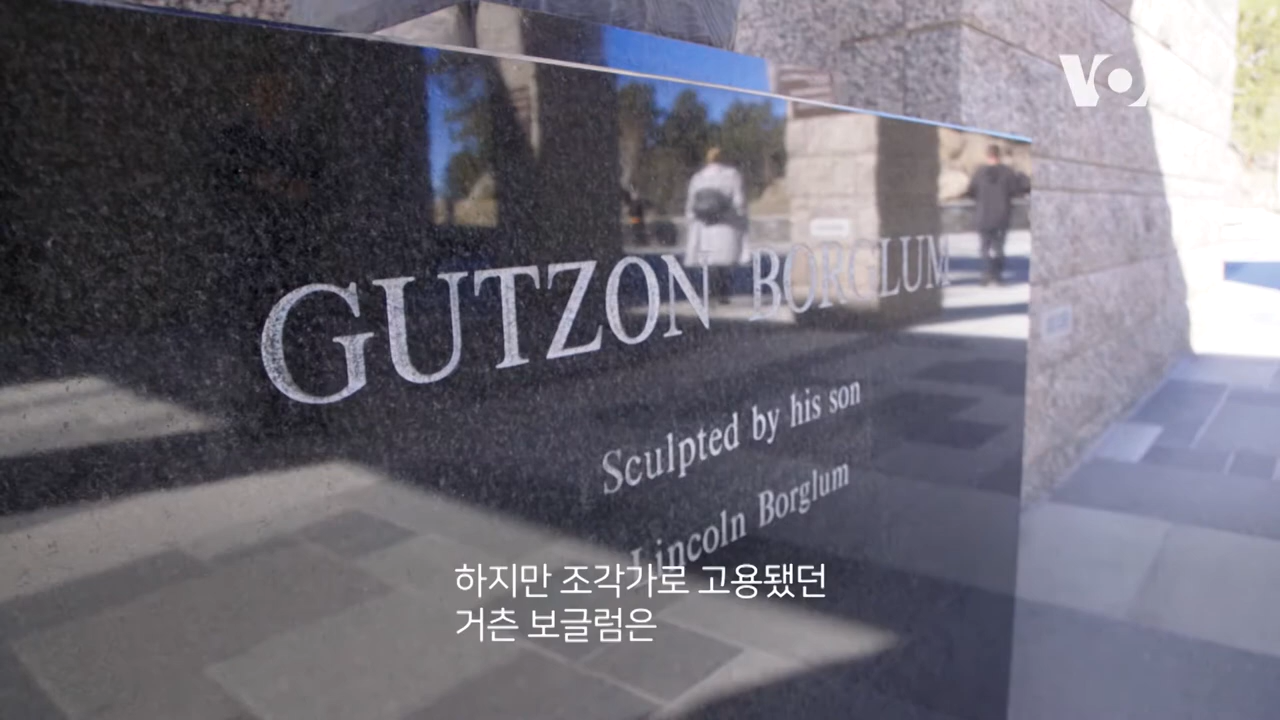 VO
GUTZON BORGLUM
Sculpted by his son
Lincoln Borglum
하지만 조각가로 고용됐던
거츤 보글럼은